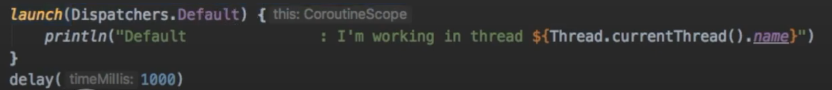 launch(Dispatchers.Default) { this: CoroutineScope
    println("Default                : I'm working in thread ${Thread.currentThread().name}")
}
delay( timeMillis: 1000)